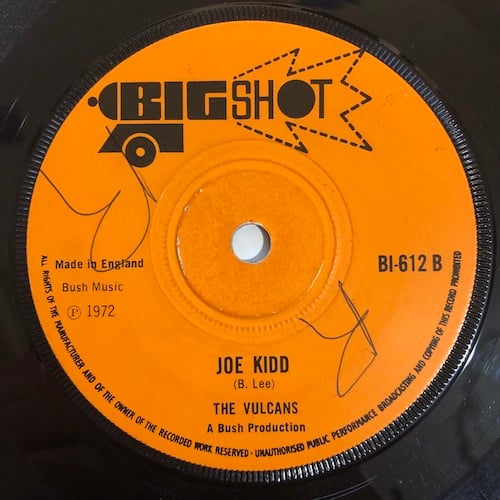 BIG SHOT
Made in England
Bush Music
℗ 1972
BI-612 B
JOE KIDD
(B. Lee)
THE VULCANS
A Bush Production
ALL RIGHTS OF THE MANUFACTURER AND OF THE OWNER OF THE RECORDED WORK RESERVED · UNAUTHORISED PUBLIC PERFORMANCE BROADCASTING AND COPYING OF THIS RECORD PROHIBITED